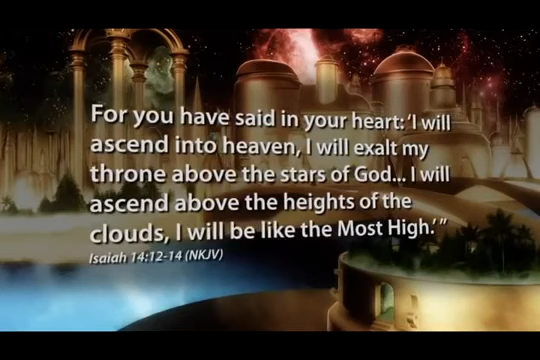 For you have said in your heart: ‘I will
ascend into heaven, I will exalt my
throne above the stars of God... I will
ascend above the heights of the
clouds, I will be like the Most High.’ ”
Isaiah 14:12-14 (NKJV)